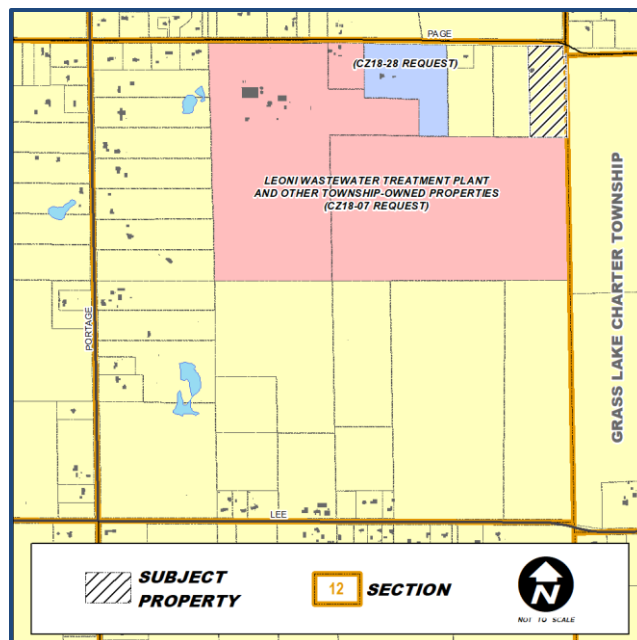 PAGE
(CZ18-28 REQUEST)
LEONI WASTEWATER TREATMENT PLANT
AND OTHER TOWNSHIP-OWNED PROPERTIES
(CZ18-07 REQUEST)
PORTAGE
GRASS LAKE CHARTER TOWNSHIP
LEE
SUBJECT
PROPERTY
12
SECTION
N
NOT TO SCALE